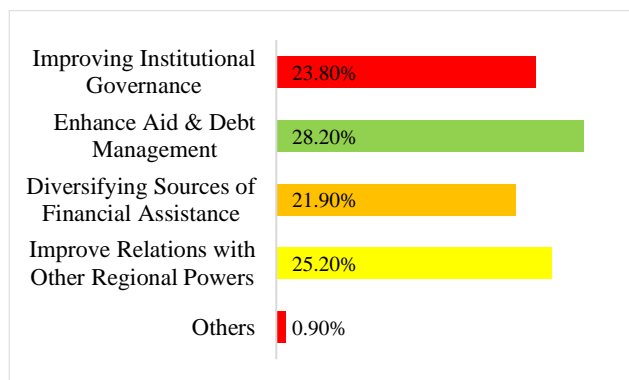 Improving Institutional
Governance
23.80%
Enhance Aid & Debt
Management
28.20%
Diversifying Sources of
Financial Assistance
21.90%
Improve Relations with
Other Regional Powers
25.20%
Others
0.90%